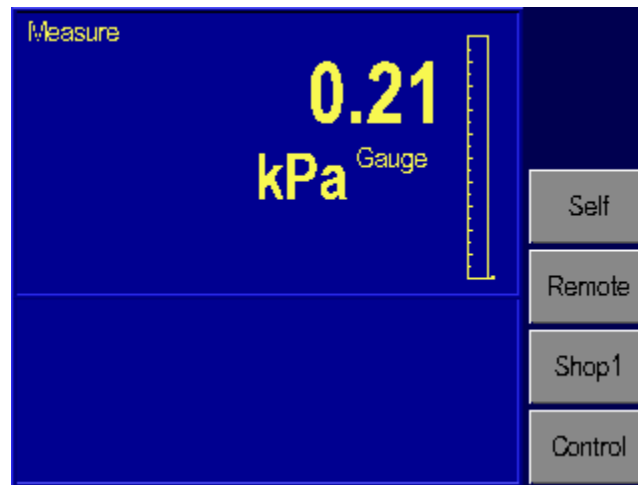 Measure
0.21
kPa Gauge
Self
Remote
Shop1
Control